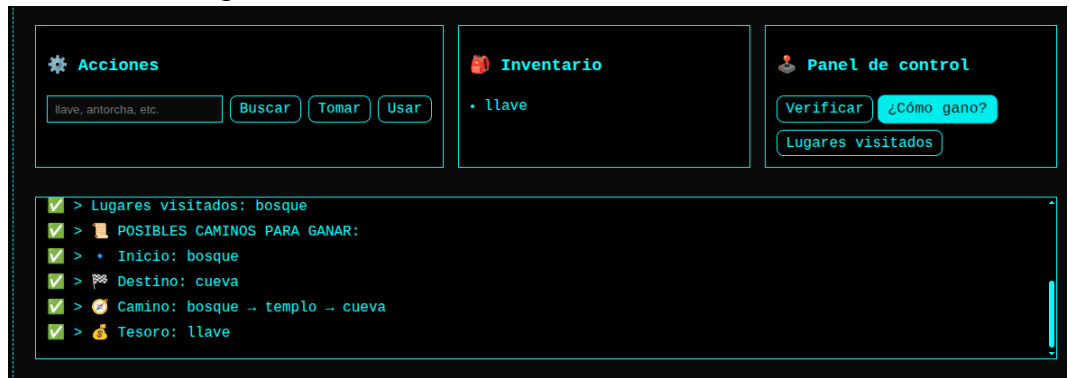 ⚙️ Acciones
llave, antorcha, etc. Buscar Tomar Usar
🎒 Inventario
• llave
🕹️ Panel de control
Verificar ¿Cómo gano?
Lugares visitados
✅ > Lugares visitados: bosque
✅ > 📜 POSIBLES CAMINOS PARA GANAR:
✅ > 🔹 Inicio: bosque
✅ > 🏁 Destino: cueva
✅ > 🧭 Camino: bosque → templo → cueva
✅ > 💰 Tesoro: llave